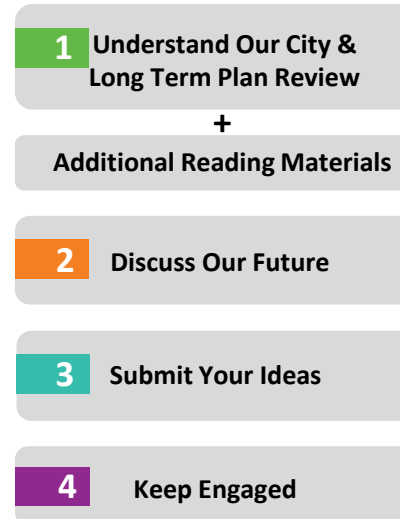 1 Understand Our City &
Long Term Plan Review
+
Additional Reading Materials
2 Discuss Our Future
3 Submit Your Ideas
4 Keep Engaged